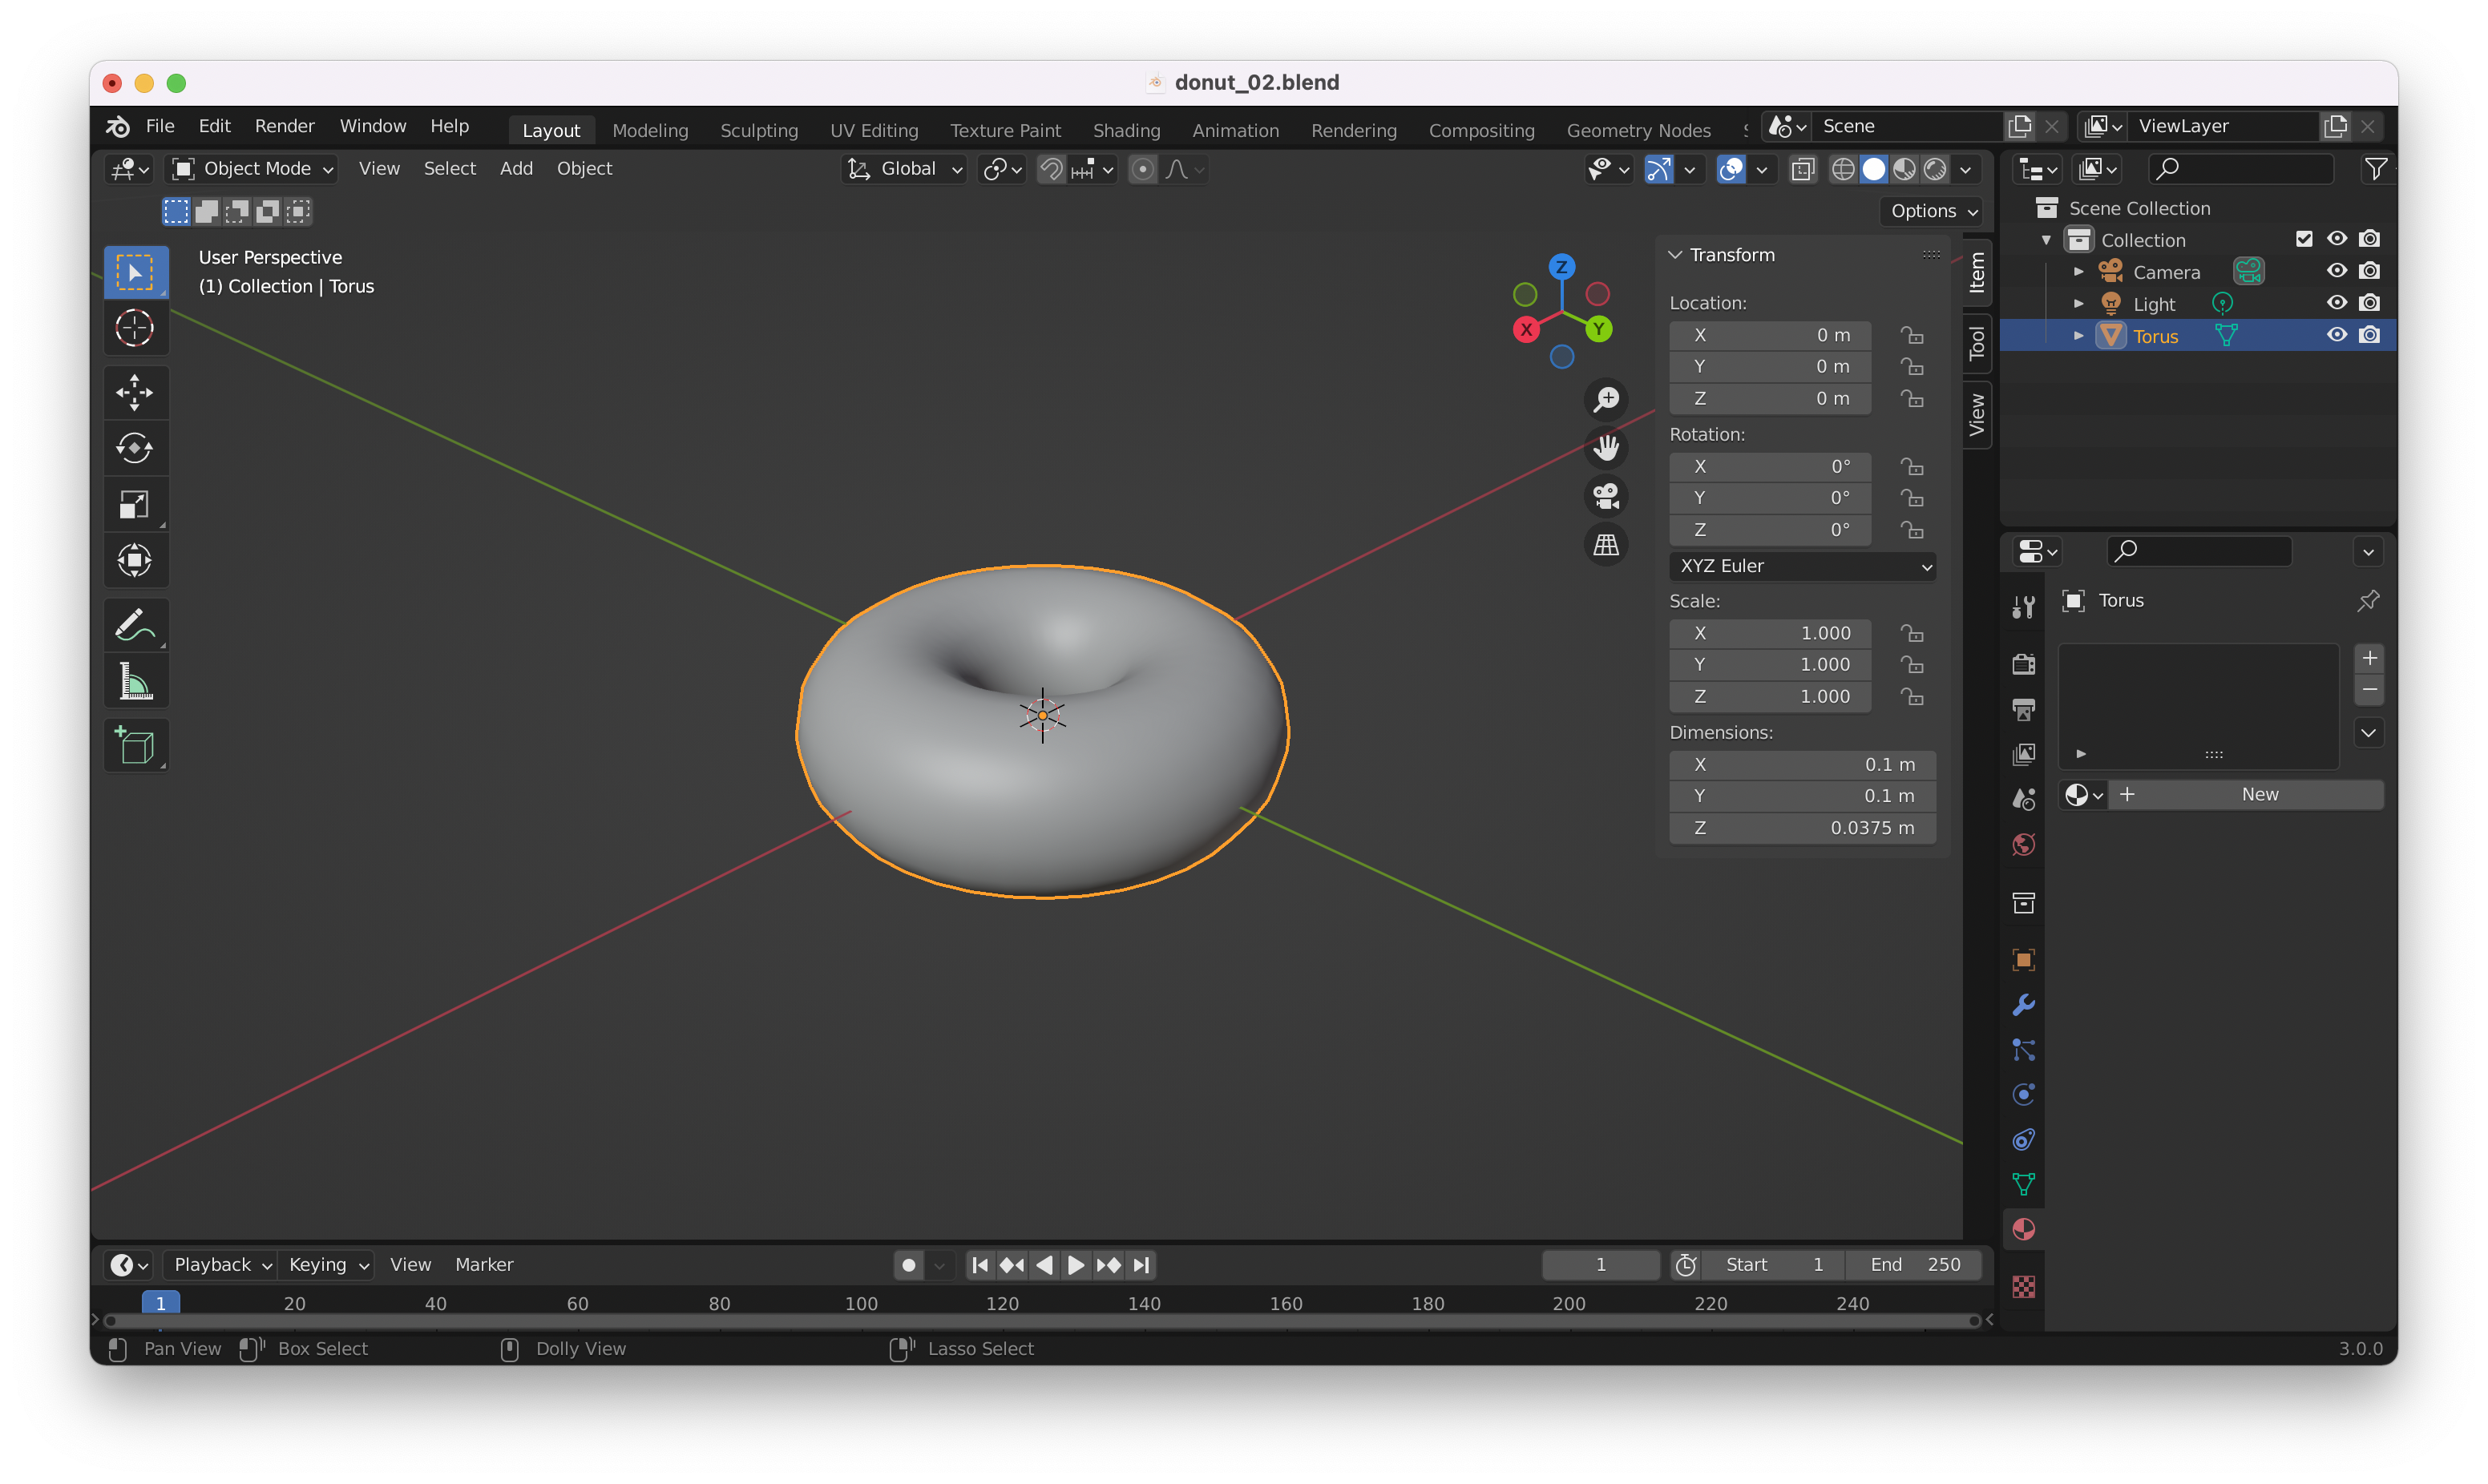 donut_02.blend
File Edit Render Window Help Layout Modeling Sculpting UV Editing Texture Paint Shading Animation Rendering Compositing Geometry Nodes Scene ViewLayer
Object Mode View Select Add Object Global
Options
User Perspective
(1) Collection | Torus
Z
X
Y
Transform
Location:
X 0 m
Y 0 m
Z 0 m
Rotation:
X 0°
Y 0°
Z 0°
XYZ Euler
Scale:
X 1.000
Y 1.000
Z 1.000
Dimensions:
X 0.1 m
Y 0.1 m
Z 0.0375 m
Item
Tool
View
Scene Collection
Collection
Camera
Light
Torus
Torus
New
Playback Keying View Marker 1 Start 1 End 250
1 20 40 60 80 100 120 140 160 180 200 220 240
Pan View Box Select Dolly View Lasso Select 3.0.0